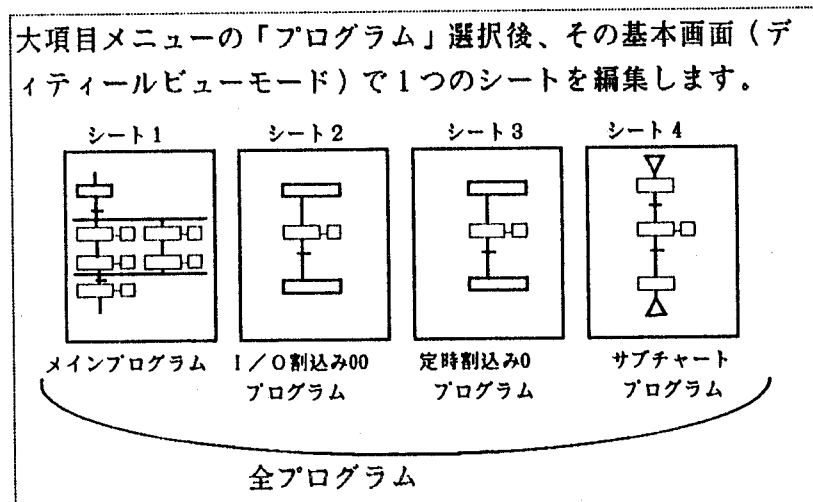 大項目メニューの「プログラム」選択後、その基本画面（デ
ィティールビューモード）で1つのシートを編集します。
シート1
シート2
シート3
シート4
メインプログラム
I／O割込み00
プログラム
定時割込み0
プログラム
サブチャート
プログラム
全プログラム